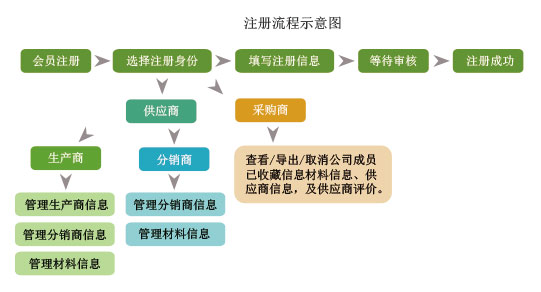 注册流程示意图
会员注册
选择注册身份
填写注册信息
等待审核
注册成功
供应商
采购商
生产商
分销商
查看/导出/取消公司成员
已收藏信息材料信息、供
应商信息，及供应商评价。
管理生产商信息
管理分销商信息
管理分销商信息
管理材料信息
管理材料信息